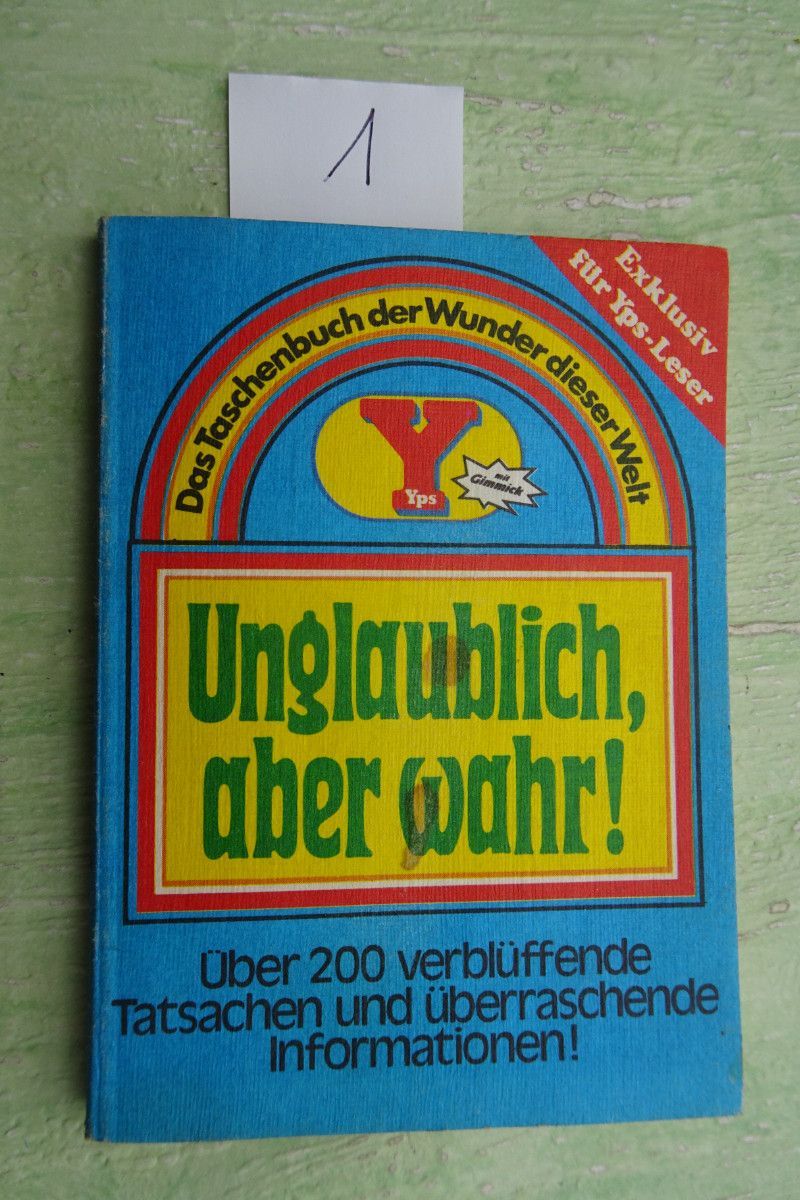 1
Exklusiv
für Yps-Leser
Das Taschenbuch der Wunder dieser Welt
Y
Yps
mit
Gimmick
Unglaublich,
aber wahr!
Über 200 verblüffende
Tatsachen und überraschende
Informationen!